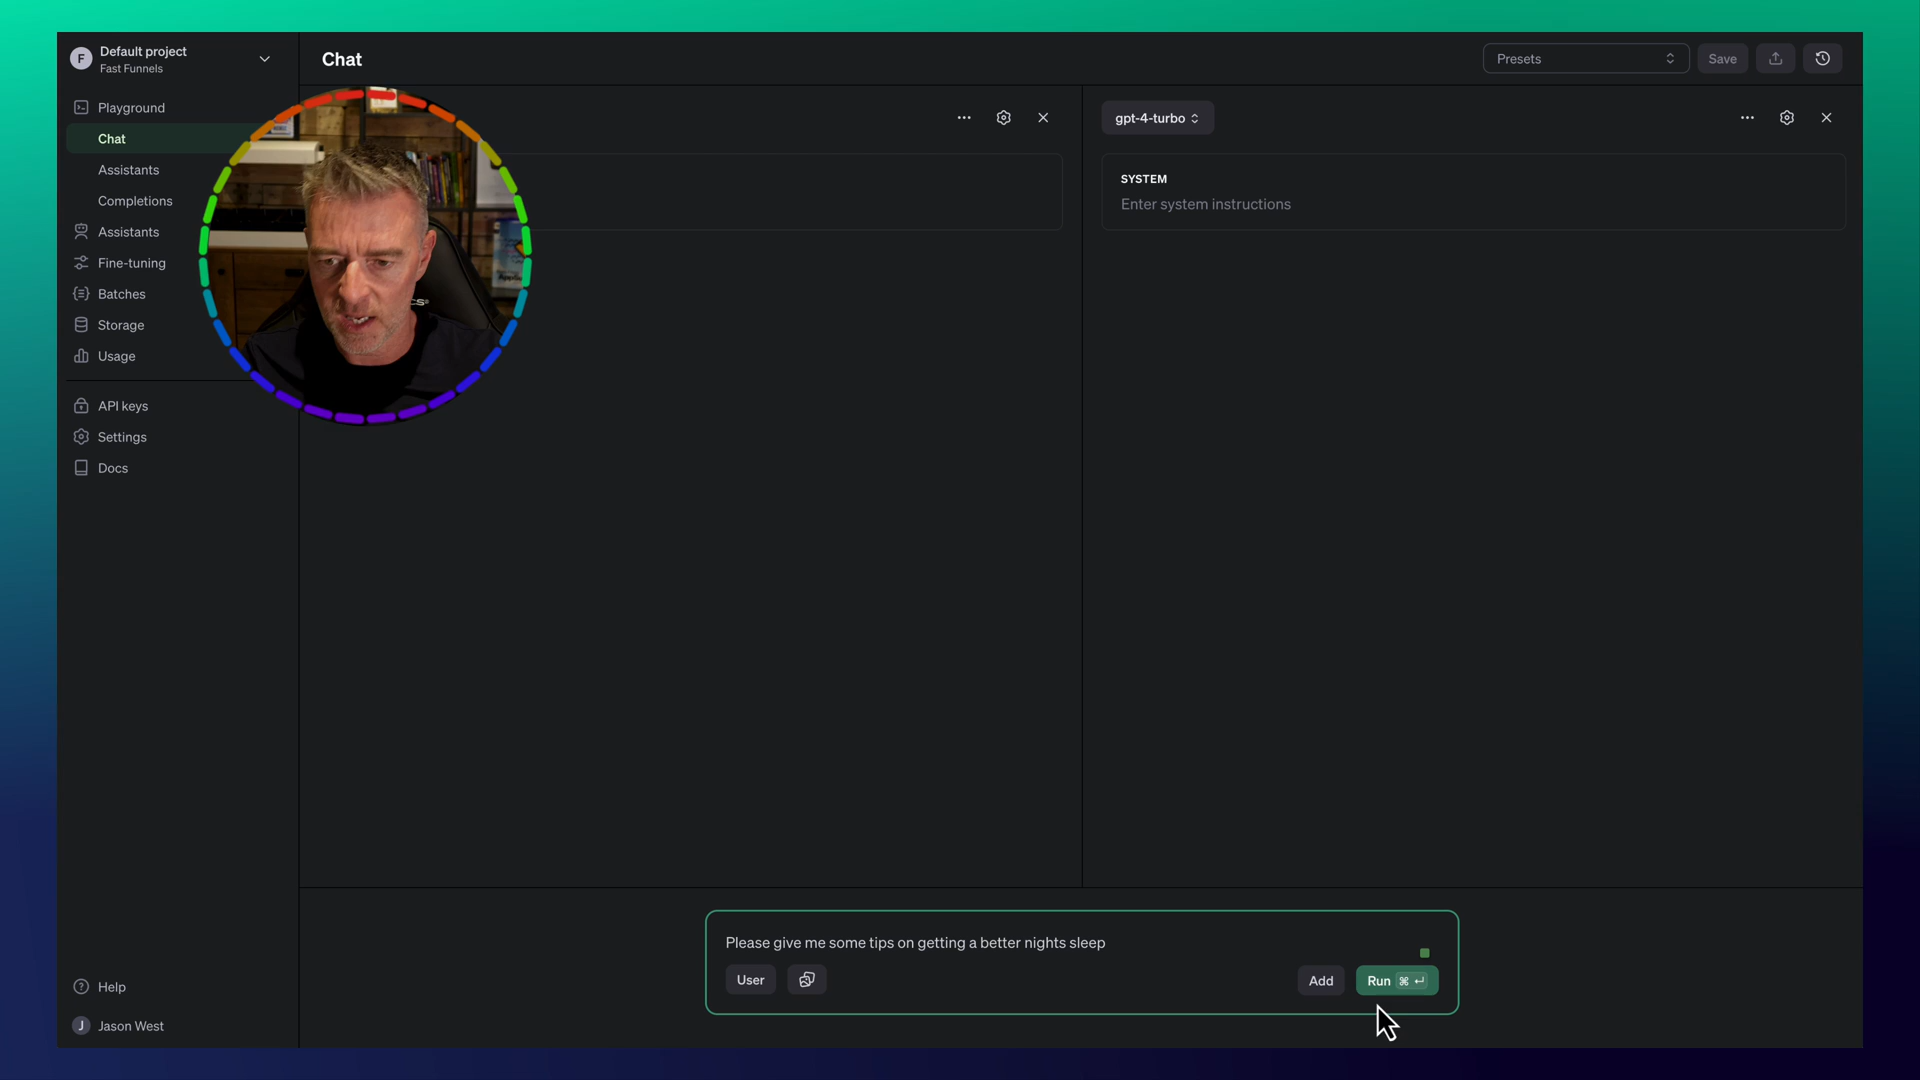 F
Default project
Fast Funnels
Chat
Presets
Save
Playground
Chat
Assistants
Completions
Assistants
Fine-tuning
Batches
Storage
Usage
API keys
Settings
Docs
gpt-4-turbo
SYSTEM
Enter system instructions
Please give me some tips on getting a better nights sleep
User
Add
Run ⌘ ↵
Help
J
Jason West